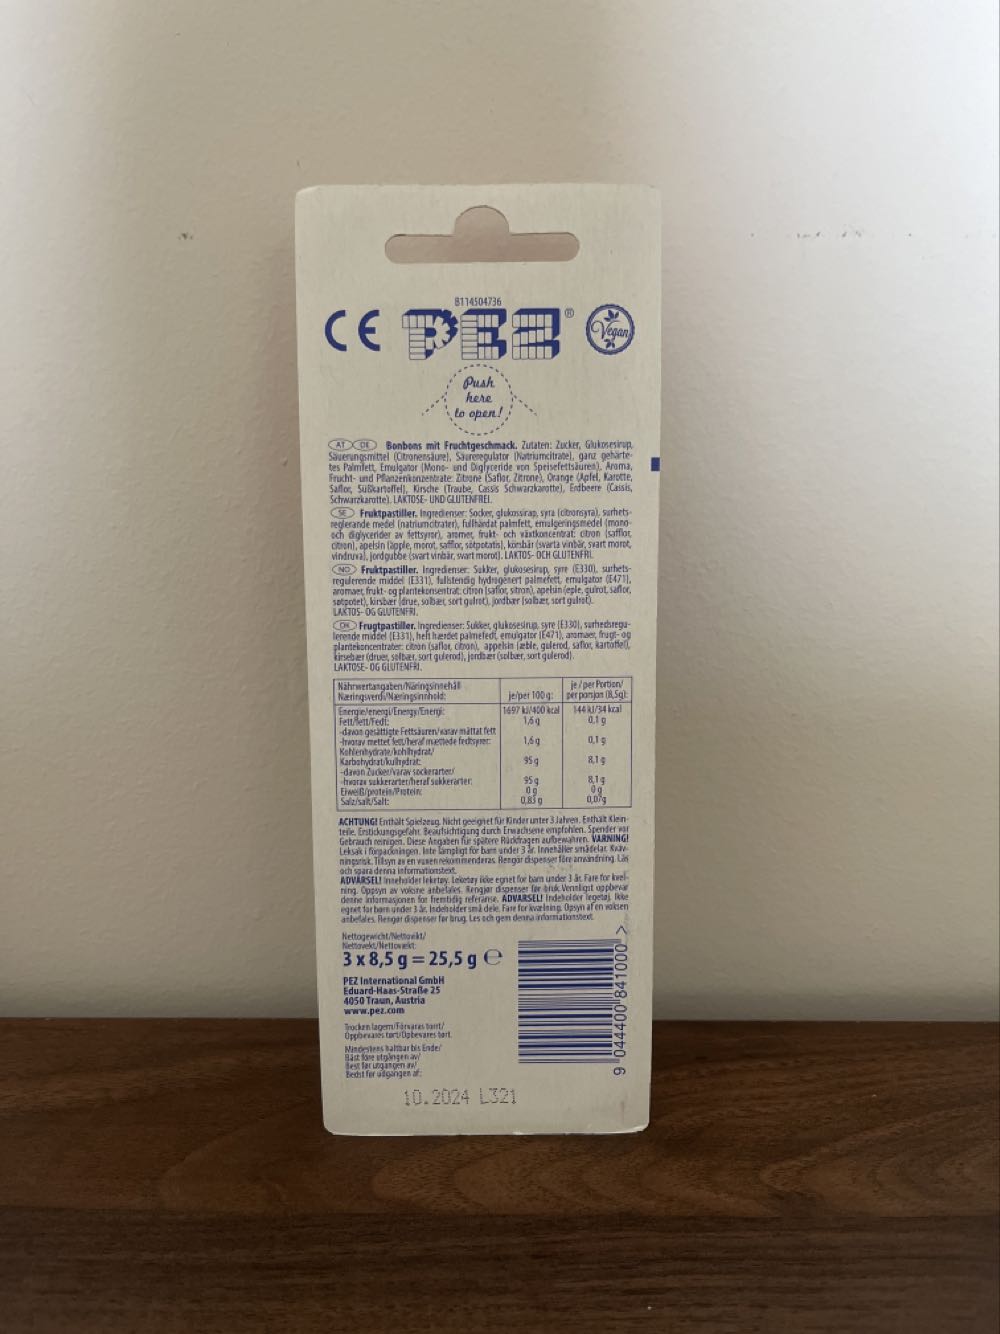 B114504736
CE PEZ® Vegan
Push
here
to open!
AT DE Bonbons mit Fruchtgeschmack. Zutaten: Zucker, Glukosesirup,
Säuerungsmittel (Citronensäure), Säureregulator (Natriumcitrate), ganz gehärte-
tes Palmfett, Emulgator (Mono- und Diglyceride von Speisefettsäuren), Aroma,
Frucht- und Pflanzenkonzentrate: Zitrone (Saflor, Zitrone), Orange (Apfel, Karotte,
Saflor, Süßkartoffel), Kirsche (Traube, Cassis Schwarzkarotte), Erdbeere (Cassis,
Schwarzkarotte). LAKTOSE- UND GLUTENFREI.
SE Fruktpastiller. Ingredienser: Socker, glukossirap, syra (citronsyra), surhets-
reglerande medel (natriumcitrater), fullhärdat palmfett, emulgeringsmedel (mono-
och diglycerider av fettsyror), aromer, frukt- och växtkoncentrat: citron (safflor,
citron), apelsin (äpple, morot, safflor, sötpotatis), körsbär (svarta vinbär, svart morot,
vindruva), jordgubbe (svart vinbär, svart morot). LAKTOS- OCH GLUTENFRI.
NO Fruktpastiller. Ingredienser: Sukker, glukosesirup, syre (E330), surhets-
regulerende middel (E331), fullstendig hydrogenert palmefett, emulgator (E471),
aromaer, frukt- og plantekonsentrat: citron (saflor, sitron), apelsin (eple, gulrot, saflor,
søtpotet), kirsbær (drue, solbær, sort gulrot), jordbær (solbær, sort gulrot).
LAKTOS- OG GLUTENFRI.
DK Frugtpastiller. Ingredienser: Sukker, glukosesirup, syre (E330), surhedsregu-
lerende middel (E331), helt hærdet palmefedt, emulgator (E471), aromaer, frugt- og
plantekoncentrater: citron (saflor, citron), appelsin (æble, gulerod, saflor, kartoffel),
kirsebær (druer, solbær, sort gulerod), jordbær (solbær, sort gulerod).
LAKTOSE- OG GLUTENFRI.
Nährwertangaben/Näringsinnehåll
Næringsverdi/Næringsinnhold: je/per 100 g: je / per Portion/ per porsjon (8,5g):
Energie/energi/Energy/Energi: 1697 kJ/400 kcal 144 kJ/34 kcal
Fett/fett/Fedt: 1,6 g 0,1 g
-davon gesättigte Fettsäuren/varav mättat fett
-hvorav mettet fett/heraf mættede fedtsyrer: 1,6 g 0,1 g
Kohlenhydrate/kohlhydrat/
Karbohydrat/kulhydrat: 95 g 8,1 g
-davon Zucker/varav sockerarter/
-hvorav sukkerarter/heraf sukkerarter: 95 g 8,1 g
Eiweiß/protein/Protein: 0 g 0 g
Salz/salt/Salt: 0,83 g 0,07g
ACHTUNG! Enthält Spielzeug. Nicht geeignet für Kinder unter 3 Jahren. Enthält Klein-
teile. Erstickungsgefahr. Beaufsichtigung durch Erwachsene empfohlen. Spender vor
Gebrauch reinigen. Diese Angaben für spätere Rückfragen aufbewahren. VARNING!
Leksak i förpackningen. Inte lämpligt för barn under 3 år. Innehåller smådelar. Kväv-
ningsrisk. Tillsyn av en vuxen rekommenderas. Rengör dispenser före användning. Läs
och spara denna informationstext.
ADVARSEL! Inneholder leketøy. Leketøy ikke egnet for barn under 3 år. Fare for kvel-
ning. Oppsyn av voksne anbefales. Rengjør dispenser før bruk. Vennligst oppbevar
denne informasjonen for fremtidig referanse. ADVARSEL! Indeholder legetøj. Ikke
egnet for børn under 3 år. Indeholder små dele. Fare for kvælning. Opsyn af en voksen
anbefales. Rengør dispenser før brug. Les och gem denna informationstext.
Nettogewicht/Nettovikt/
Nettovekt/Nettovægt:
3 x 8,5 g = 25,5 g ℮
PEZ International GmbH
Eduard-Haas-Straße 25
4050 Traun, Austria
www.pez.com
Trocken lagern/Förvaras torrt/
Oppbevares tørt/Opbevares tørt.
Mindestens haltbar bis Ende/
Bäst före utgången av/
Best før utgangen av/
Bedst før udgangen af:
9 044400 841000 >
10.2024 L321